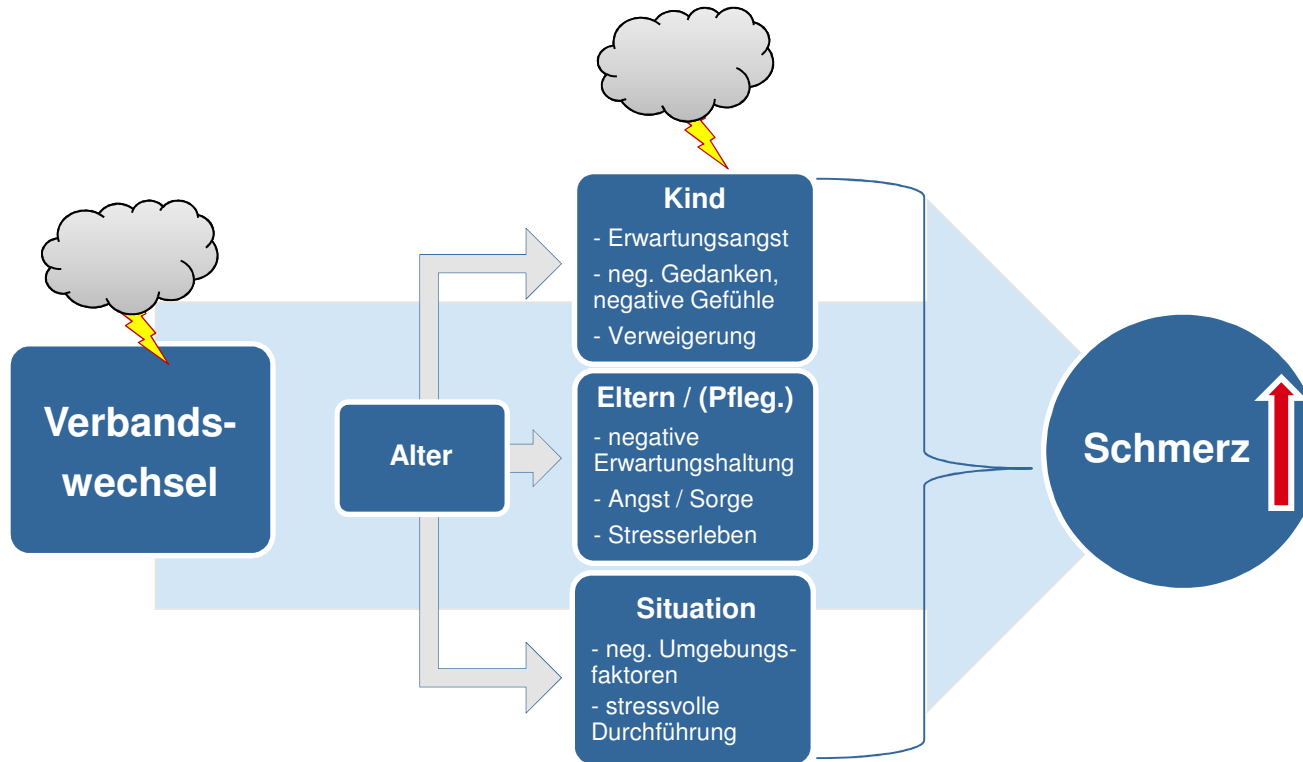 Verbands-
wechsel
Alter
Kind
- Erwartungsangst
- neg. Gedanken,
negative Gefühle
- Verweigerung
Eltern / (Pfleg.)
- negative
Erwartungshaltung
- Angst / Sorge
- Stresserleben
Situation
- neg. Umgebungs-
faktoren
- stressvolle
Durchführung
Schmerz